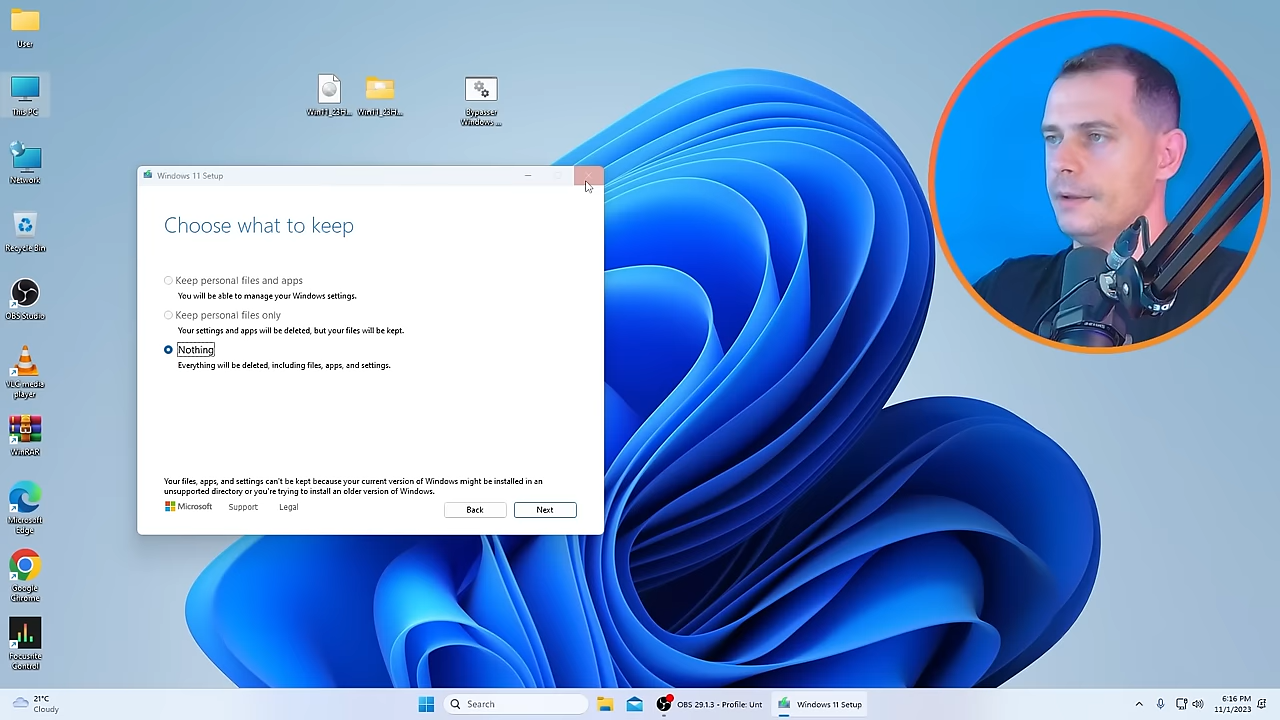 User
This PC
Network
Recycle Bin
OBS Studio
VLC media
player
WinRAR
Microsoft
Edge
Google
Chrome
Focusrite
Control
Win11_23H...
Win11_23H...
Bypasser
Windows ...
Windows 11 Setup
Choose what to keep
Keep personal files and apps
You will be able to manage your Windows settings.
Keep personal files only
Your settings and apps will be deleted, but your files will be kept.
Nothing
Everything will be deleted, including files, apps, and settings.
Your files, apps, and settings can't be kept because your current version of Windows might be installed in an
unsupported directory or you're trying to install an older version of Windows.
Microsoft Support Legal
Back Next
21°C
Cloudy
Search
OBS 29.1.3 - Profile: Unt
Windows 11 Setup
6:16 PM
11/1/2023